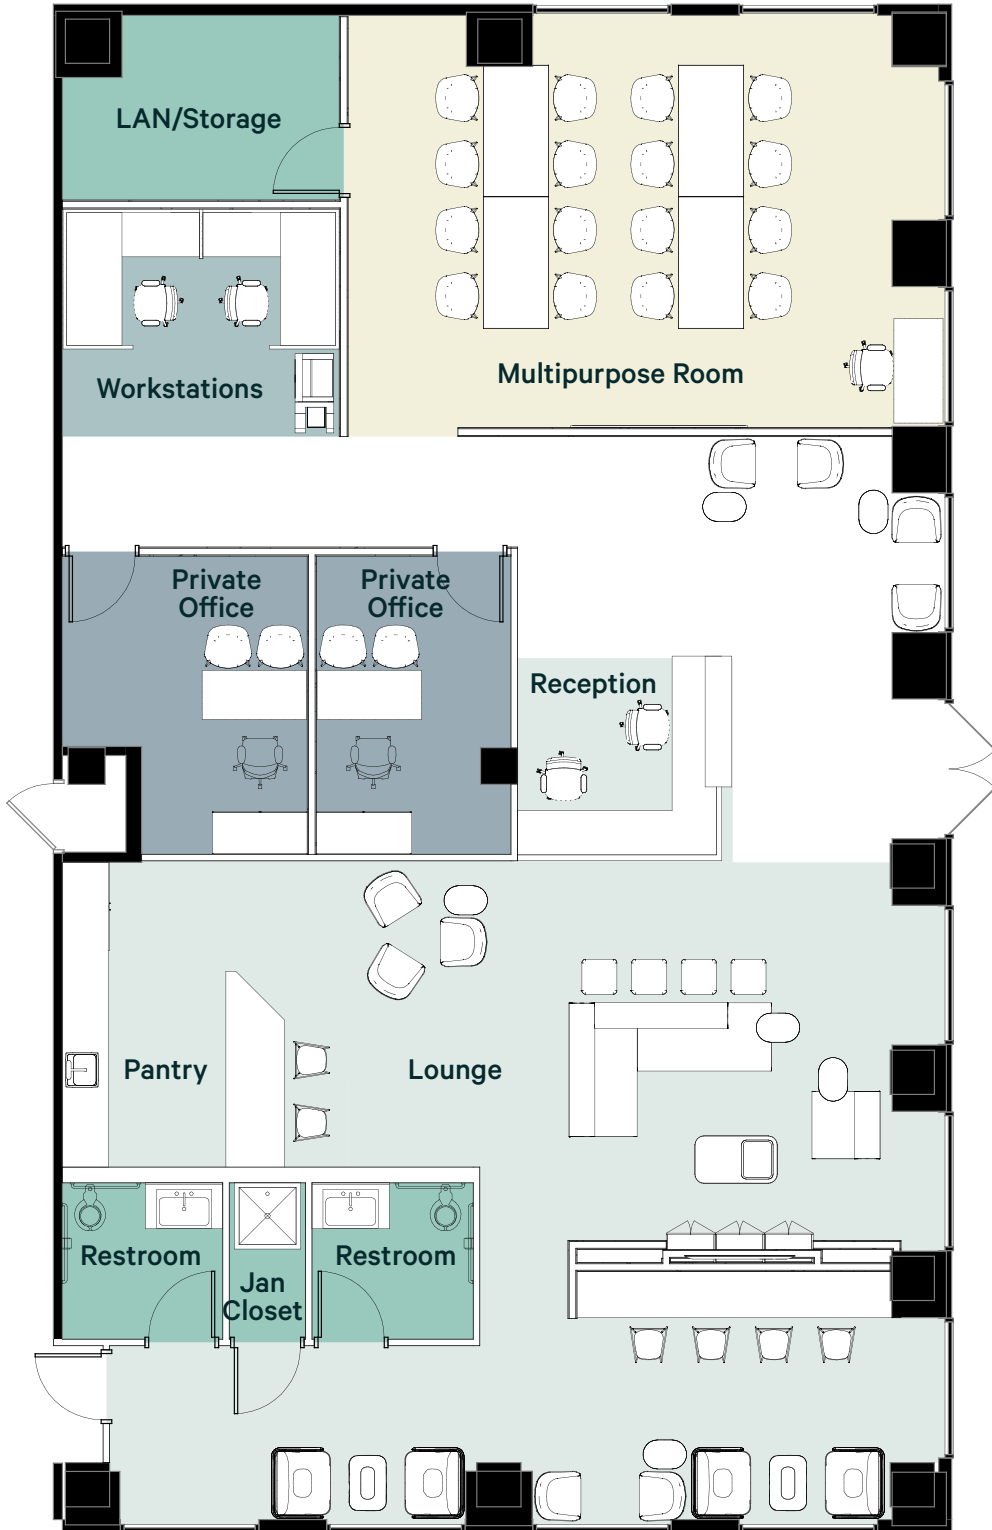 LAN/Storage
Workstations
Multipurpose Room
Private
Office
Private
Office
Reception
Pantry
Lounge
Restroom
Jan
Closet
Restroom